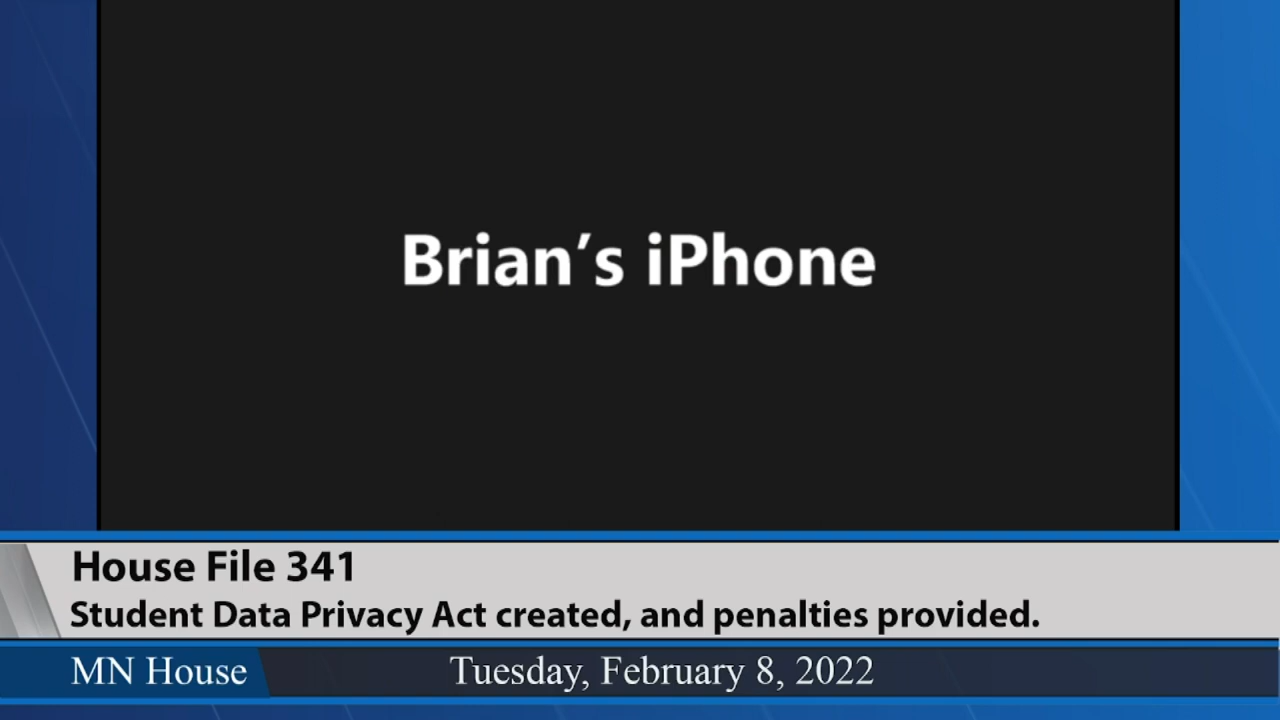 Brian’s iPhone
House File 341
Student Data Privacy Act created, and penalties provided.
MN House
Tuesday, February 8, 2022